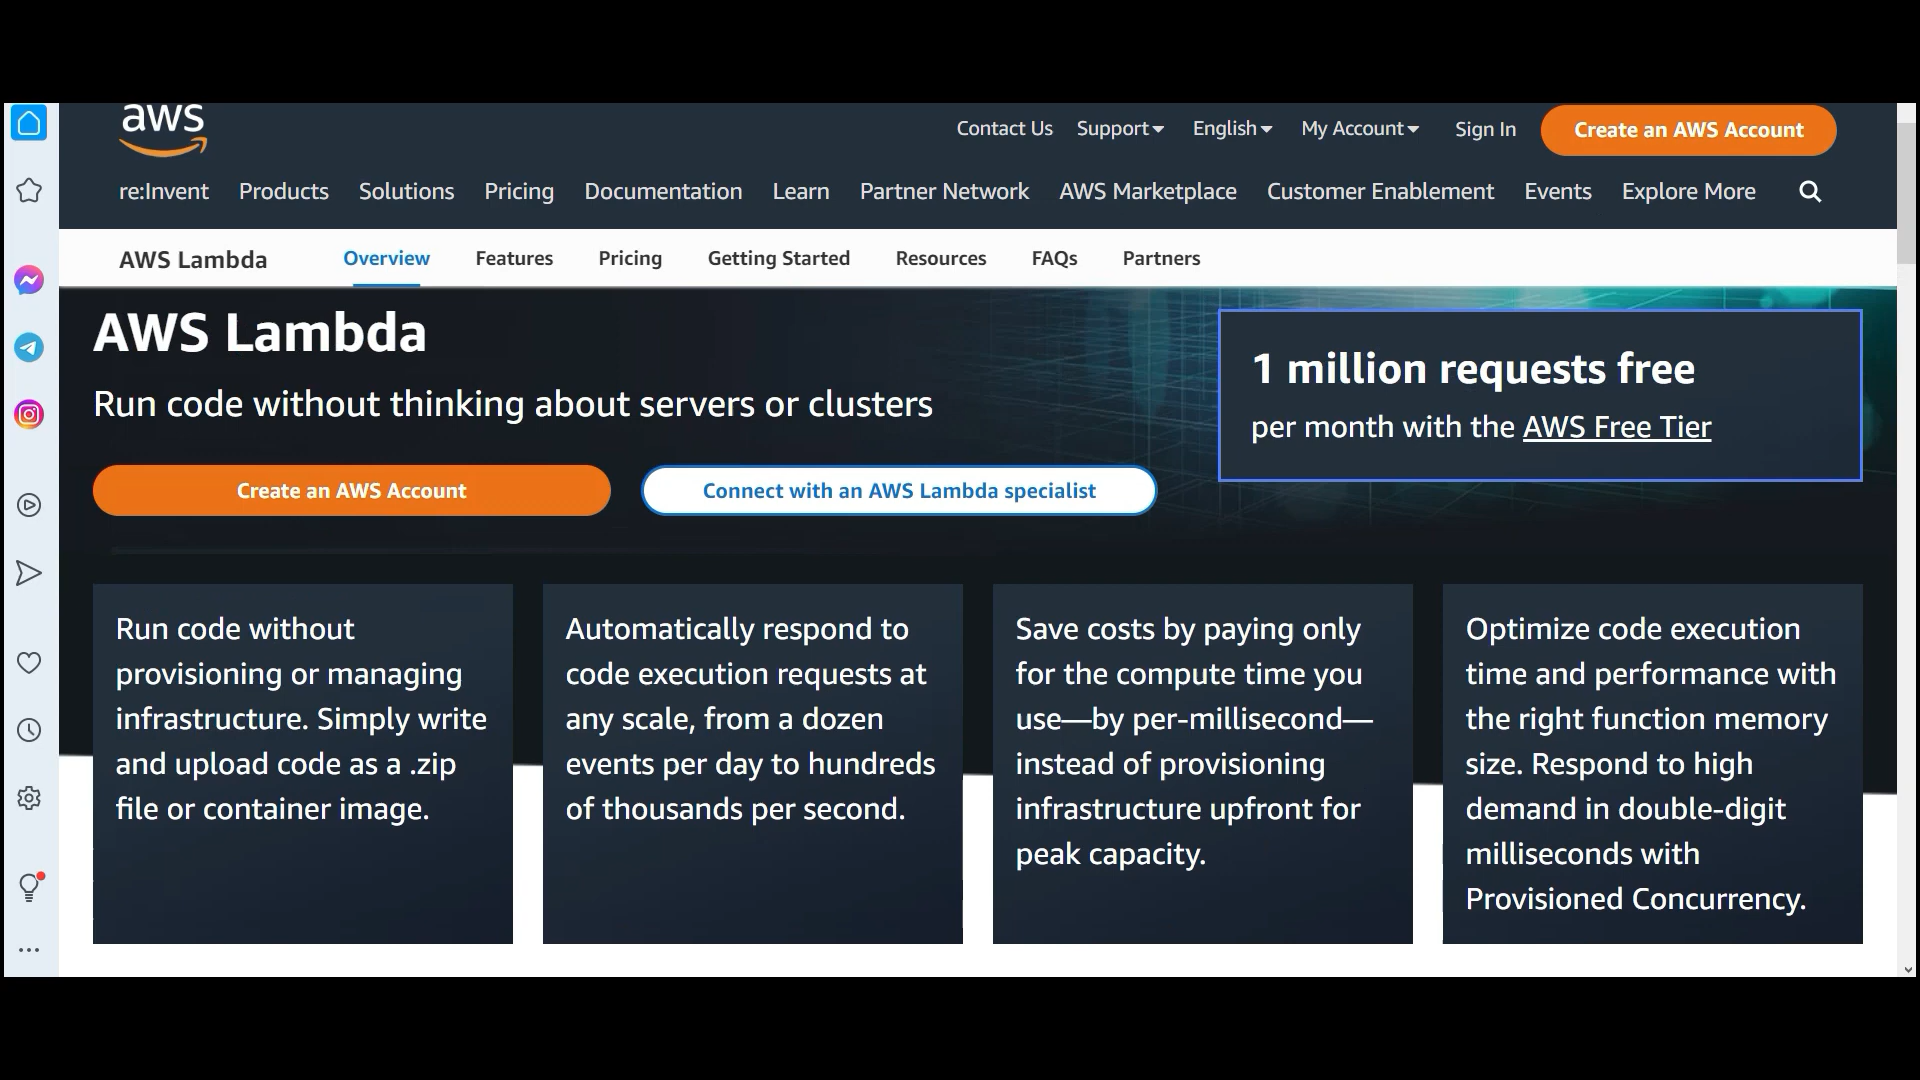 aws
Contact Us Support English My Account Sign In Create an AWS Account
re:Invent Products Solutions Pricing Documentation Learn Partner Network AWS Marketplace Customer Enablement Events Explore More
AWS Lambda Overview Features Pricing Getting Started Resources FAQs Partners
AWS Lambda
Run code without thinking about servers or clusters
Create an AWS Account Connect with an AWS Lambda specialist
1 million requests free
per month with the AWS Free Tier
Run code without
provisioning or managing
infrastructure. Simply write
and upload code as a .zip
file or container image.
Automatically respond to
code execution requests at
any scale, from a dozen
events per day to hundreds
of thousands per second.
Save costs by paying only
for the compute time you
use—by per-millisecond—
instead of provisioning
infrastructure upfront for
peak capacity.
Optimize code execution
time and performance with
the right function memory
size. Respond to high
demand in double-digit
milliseconds with
Provisioned Concurrency.